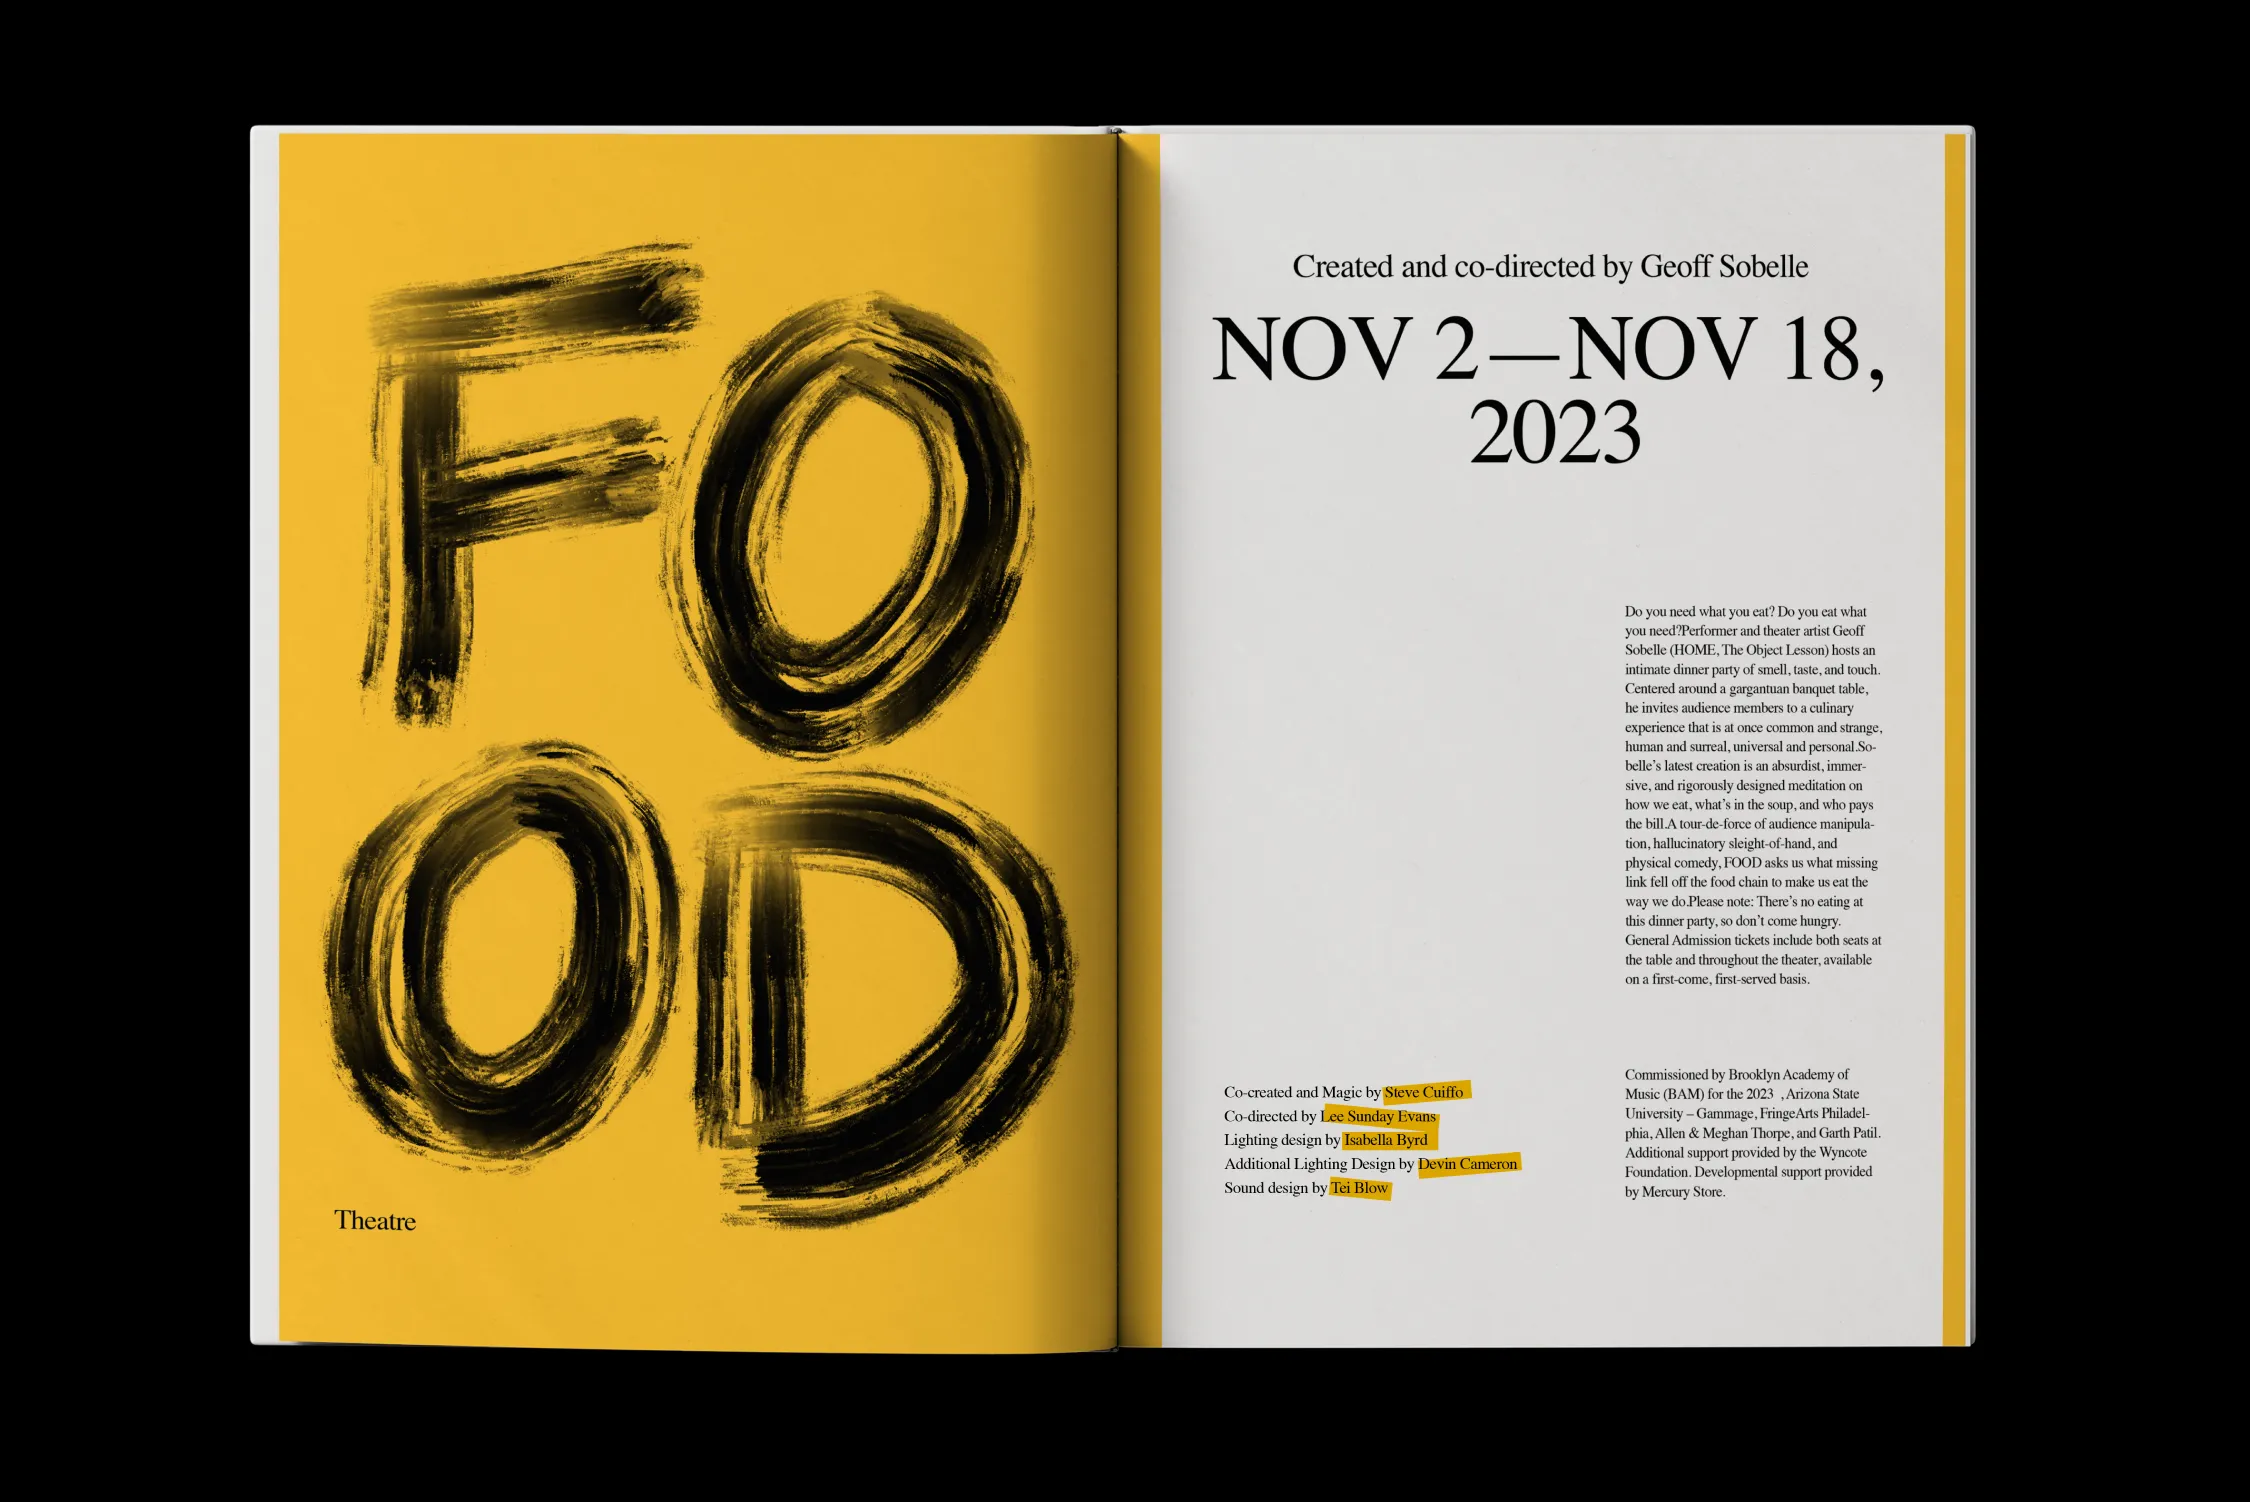 FO
OD
Theatre
Created and co-directed by Geoff Sobelle
NOV 2—NOV 18,
2023
Do you need what you eat? Do you eat what
you need?Performer and theater artist Geoff
Sobelle (HOME, The Object Lesson) hosts an
intimate dinner party of smell, taste, and touch.
Centered around a gargantuan banquet table,
he invites audience members to a culinary
experience that is at once common and strange,
human and surreal, universal and personal.So-
belle’s latest creation is an absurdist, immer-
sive, and rigorously designed meditation on
how we eat, what’s in the soup, and who pays
the bill.A tour-de-force of audience manipula-
tion, hallucinatory sleight-of-hand, and
physical comedy, FOOD asks us what missing
link fell off the food chain to make us eat the
way we do.Please note: There’s no eating at
this dinner party, so don’t come hungry.
General Admission tickets include both seats at
the table and throughout the theater, available
on a first-come, first-served basis.
Co-created and Magic by Steve Cuiffo
Co-directed by Lee Sunday Evans
Lighting design by Isabella Byrd
Additional Lighting Design by Devin Cameron
Sound design by Tei Blow
Commissioned by Brooklyn Academy of
Music (BAM) for the 2023  , Arizona State
University – Gammage, FringeArts Philadel-
phia, Allen & Meghan Thorpe, and Garth Patil.
Additional support provided by the Wyncote
Foundation. Developmental support provided
by Mercury Store.